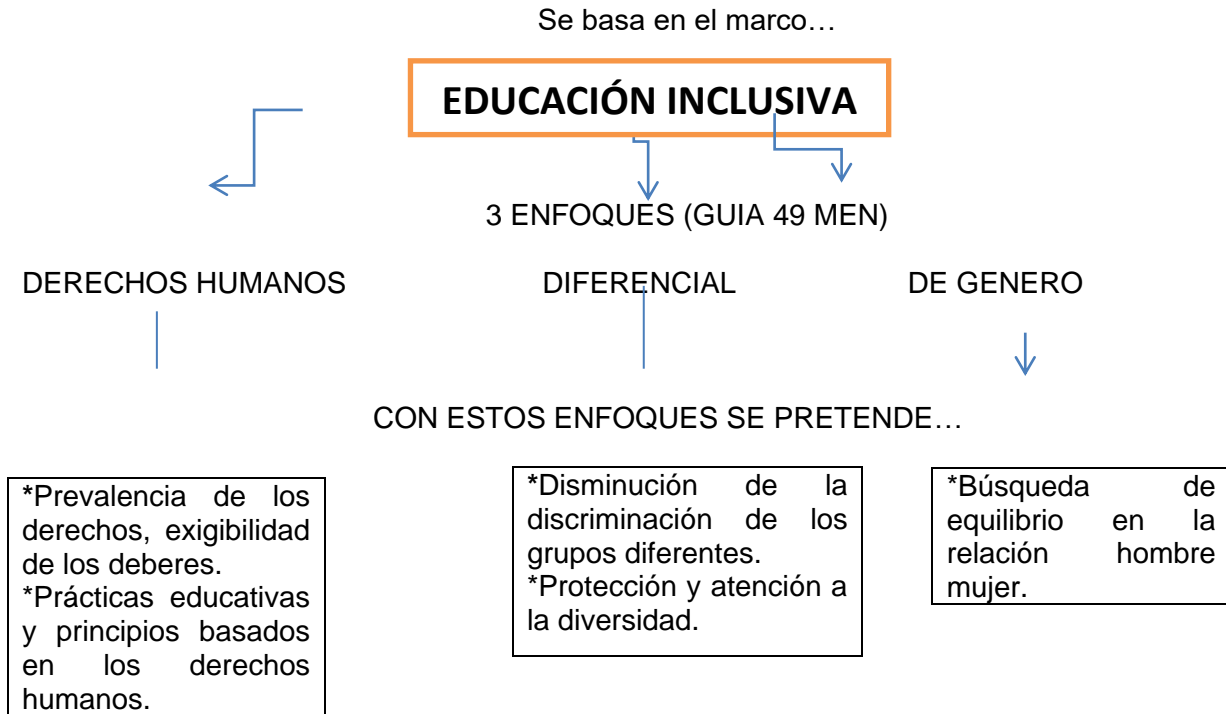 Se basa en el marco…
EDUCACIÓN INCLUSIVA
3 ENFOQUES (GUIA 49 MEN)
DERECHOS HUMANOS
DIFERENCIAL
DE GENERO
CON ESTOS ENFOQUES SE PRETENDE…
*Prevalencia de los
derechos, exigibilidad
de los deberes.
*Prácticas educativas
y principios basados
en los derechos
humanos.
*Disminución de la
discriminación de los
grupos diferentes.
*Protección y atención a
la diversidad.
*Búsqueda de
equilibrio en la
relación hombre
mujer.